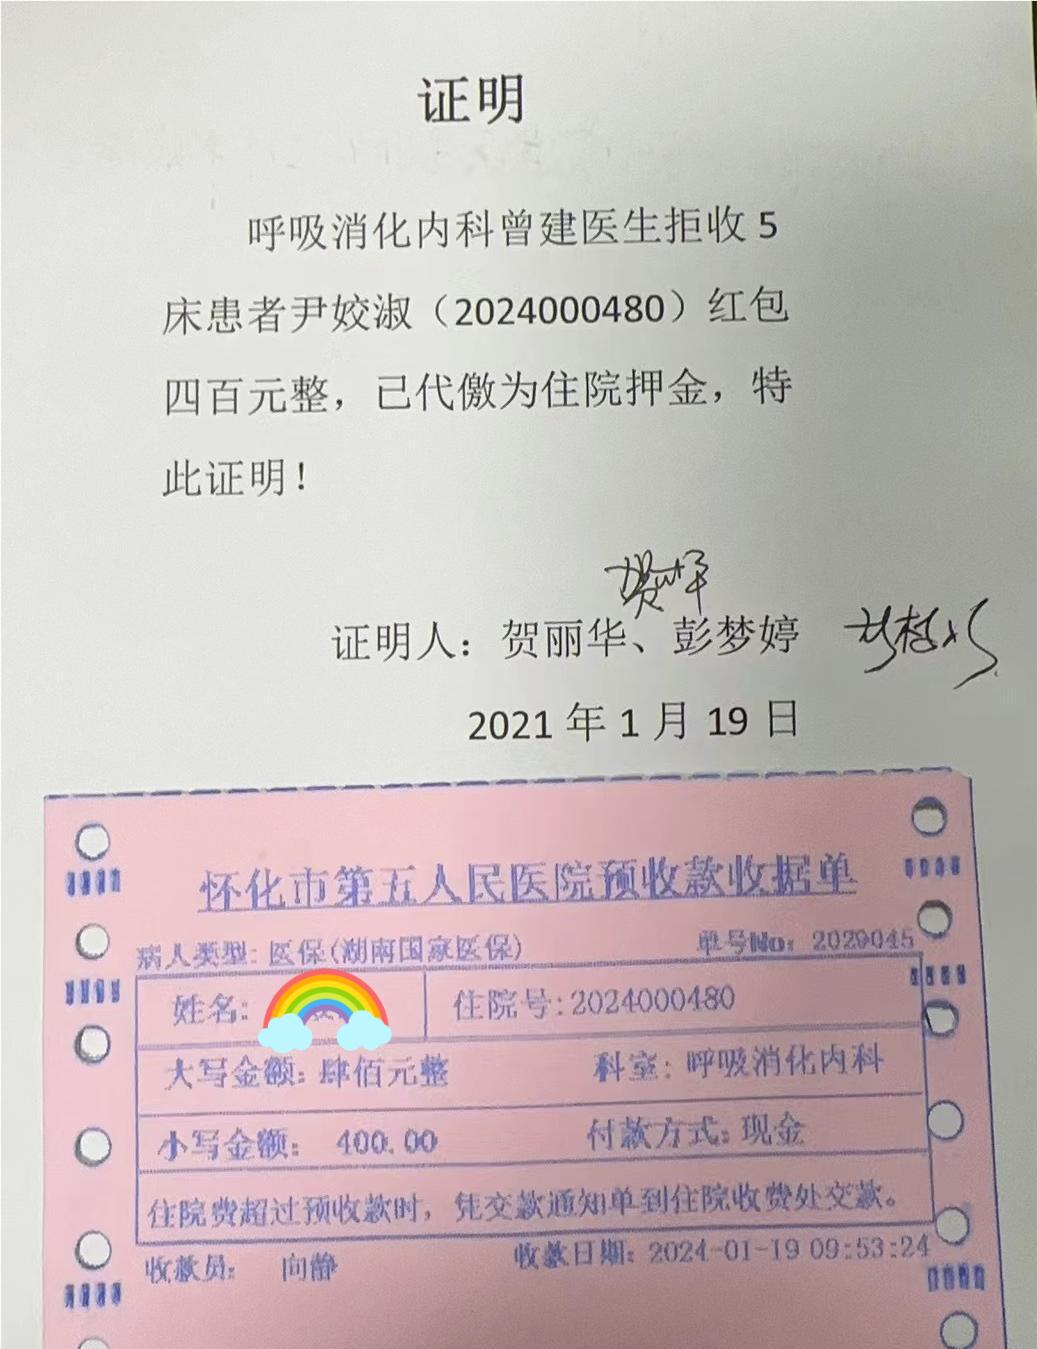 证明
呼吸消化内科曾建医生拒收 5
床患者尹姣淑（2024000480）红包
四百元整，己代缴为住院押金，特
此证明！
证明人：贺丽华、彭梦婷
2021 年 1 月 19 日
怀化市第五人民医院预收款收据单
病人类型: 医保(湖南国家医保) 单号No: 2029045
姓名: 住院号:2024000480
大写金额: 肆佰元整 科室: 呼吸消化内科
小写金额: 400.00 付款方式: 现金
住院费超过预收款时，凭交款通知单到住院收费处交款。
收款员: 向静 收款日期: 2024-01-19 09:53:24